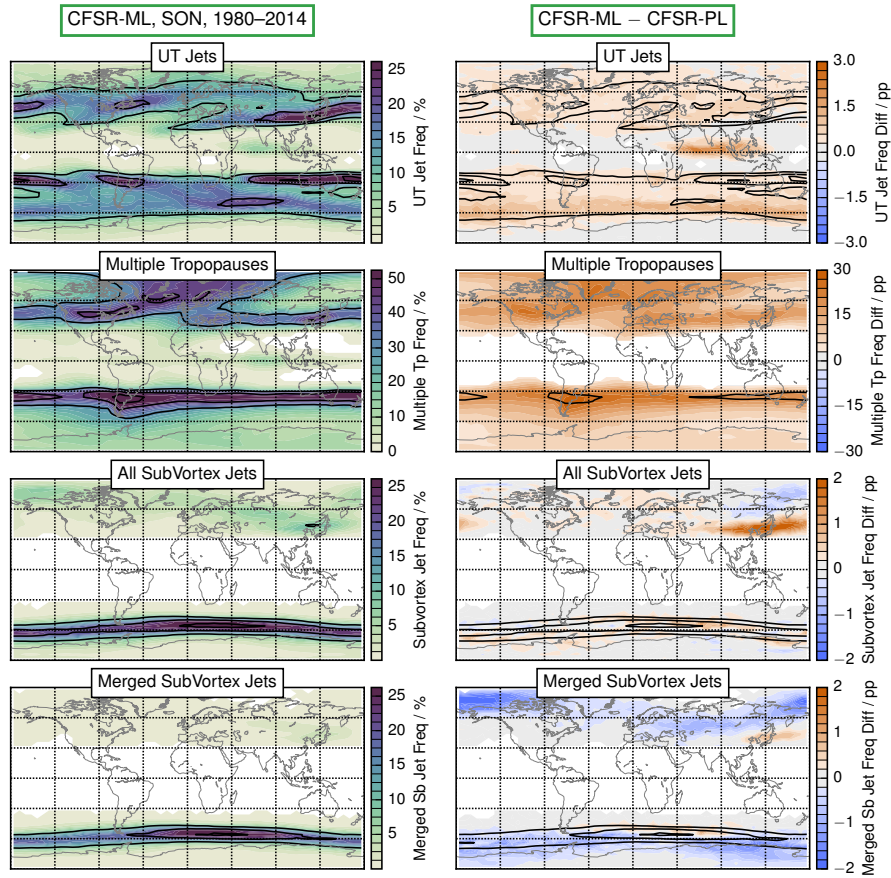 CFSR-ML, SON, 1980–2014
CFSR-ML − CFSR-PL
UT Jets
25
20
15
10
5
UT Jet Freq / %
UT Jets
3.0
1.5
0.0
−1.5
−3.0
UT Jet Freq Diff / pp
Multiple Tropopauses
50
40
30
20
10
0
Multiple Tp Freq / %
Multiple Tropopauses
30
15
0
−15
−30
Multiple Tp Freq Diff / pp
All SubVortex Jets
25
20
15
10
5
Subvortex Jet Freq / %
All SubVortex Jets
2
1
0
−1
−2
Subvortex Jet Freq Diff / pp
Merged SubVortex Jets
25
20
15
10
5
Merged Sb Jet Freq / %
Merged SubVortex Jets
2
1
0
−1
−2
Merged Sb Jet Freq Diff / pp